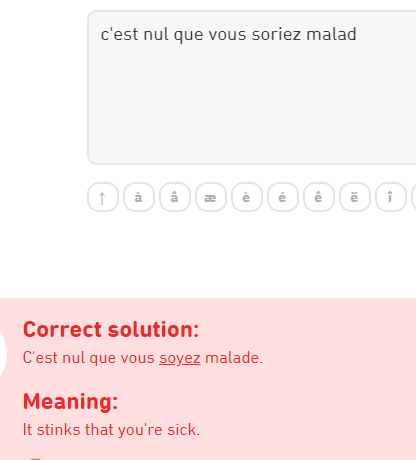 c'est nul que vous soriez malad
↑ à â æ è é ê ë î
Correct solution:
C'est nul que vous soyez malade.
Meaning:
It stinks that you're sick.